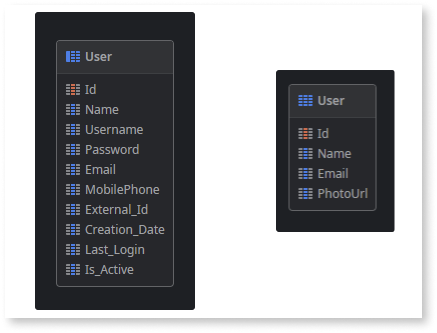 User
Id
Name
Username
Password
Email
MobilePhone
External_Id
Creation_Date
Last_Login
Is_Active
User
Id
Name
Email
PhotoUrl